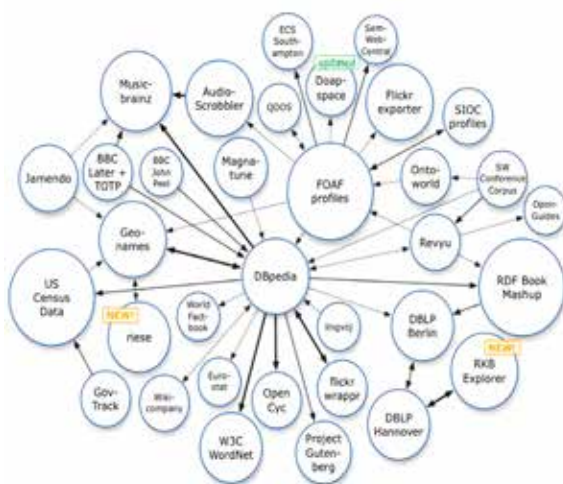 ECS
South-
ampton
Sem-
Web-
Central
updated
Doap-
space
Music-
brainz
Audio-
Scrobbler
QDOS
Flickr
exporter
SIOC
profiles
Jamendo
BBC
Later +
TOTP
BBC
John
Peel
Magna-
tune
FOAF
profiles
Onto-
world
SW
Conference
Corpus
Open-
Guides
Geo-
names
Revyu
US
Census
Data
DBpedia
RDF Book
Mashup
NEW!
riese
World
Fact-
book
lingvoj
DBLP
Berlin
NEW!
RKB
Explorer
Gov-
Track
Wiki-
company
Euro-
stat
Open
Cyc
flickr
wrappr
DBLP
Hannover
W3C
WordNet
Project
Guten-
berg